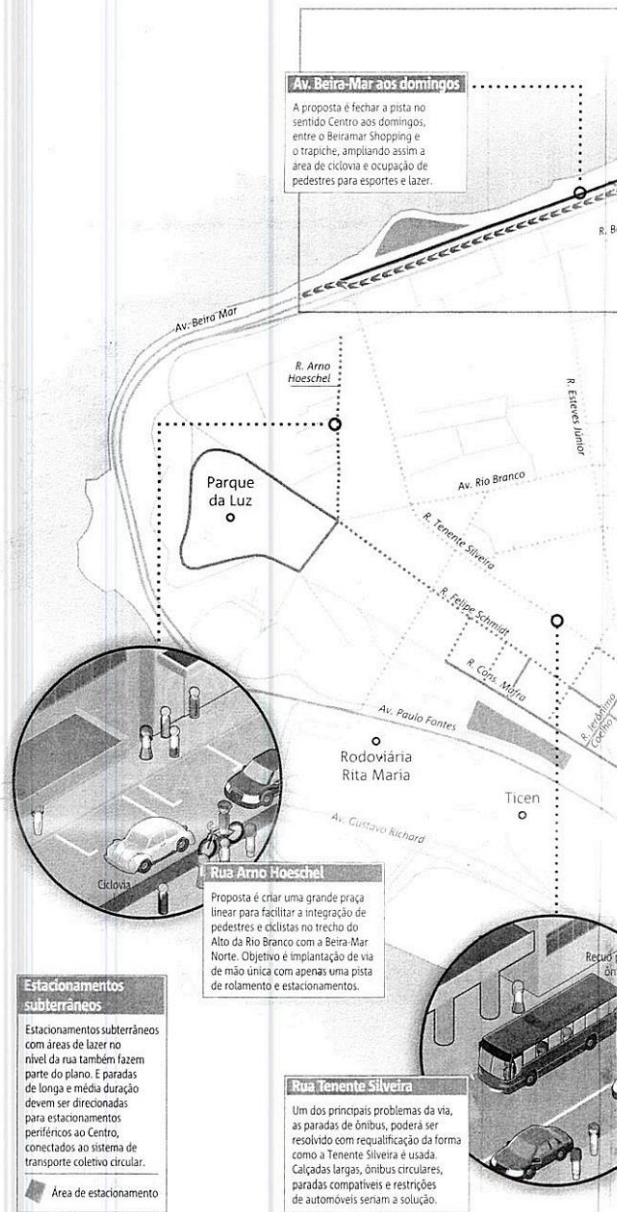 Av. Beira-Mar aos domingos
A proposta é fechar a pista no
sentido Centro aos domingos,
entre o Beiramar Shopping e
o trapiche, ampliando assim a
área de ciclovia e ocupação de
pedestres para esportes e lazer.
Av. Beira Mar
R. Arno
Hoeschel
R. Esteves Júnior
Parque
da Luz
Av. Rio Branco
R. Tenente Silveira
R. Felipe Schmidt
R. Cons. Mafra
R. Jerônimo
Coelho
Av. Paulo Fontes
Rodoviária
Rita Maria
Ticen
Av. Gustavo Richard
Ciclovia
Rua Arno Hoeschel
Proposta é criar uma grande praça
linear para facilitar a integração de
pedestres e ciclistas no trecho do
Alto da Rio Branco com a Beira-Mar
Norte. Objetivo é implantação de via
de mão única com apenas uma pista
de rolamento e estacionamentos.
Estacionamentos
subterrâneos
Estacionamentos subterrâneos
com áreas de lazer no
nível da rua também fazem
parte do plano. E paradas
de longa e média duração
devem ser direcionadas
para estacionamentos
periféricos ao Centro,
conectados ao sistema de
transporte coletivo circular.
Área de estacionamento
Recuo
Rua Tenente Silveira
Um dos principais problemas da via,
as paradas de ônibus, poderá ser
resolvido com requalificação da forma
como a Tenente Silveira é usada.
Calçadas largas, ônibus circulares,
paradas compatíveis e restrições
de automóveis seriam a solução.